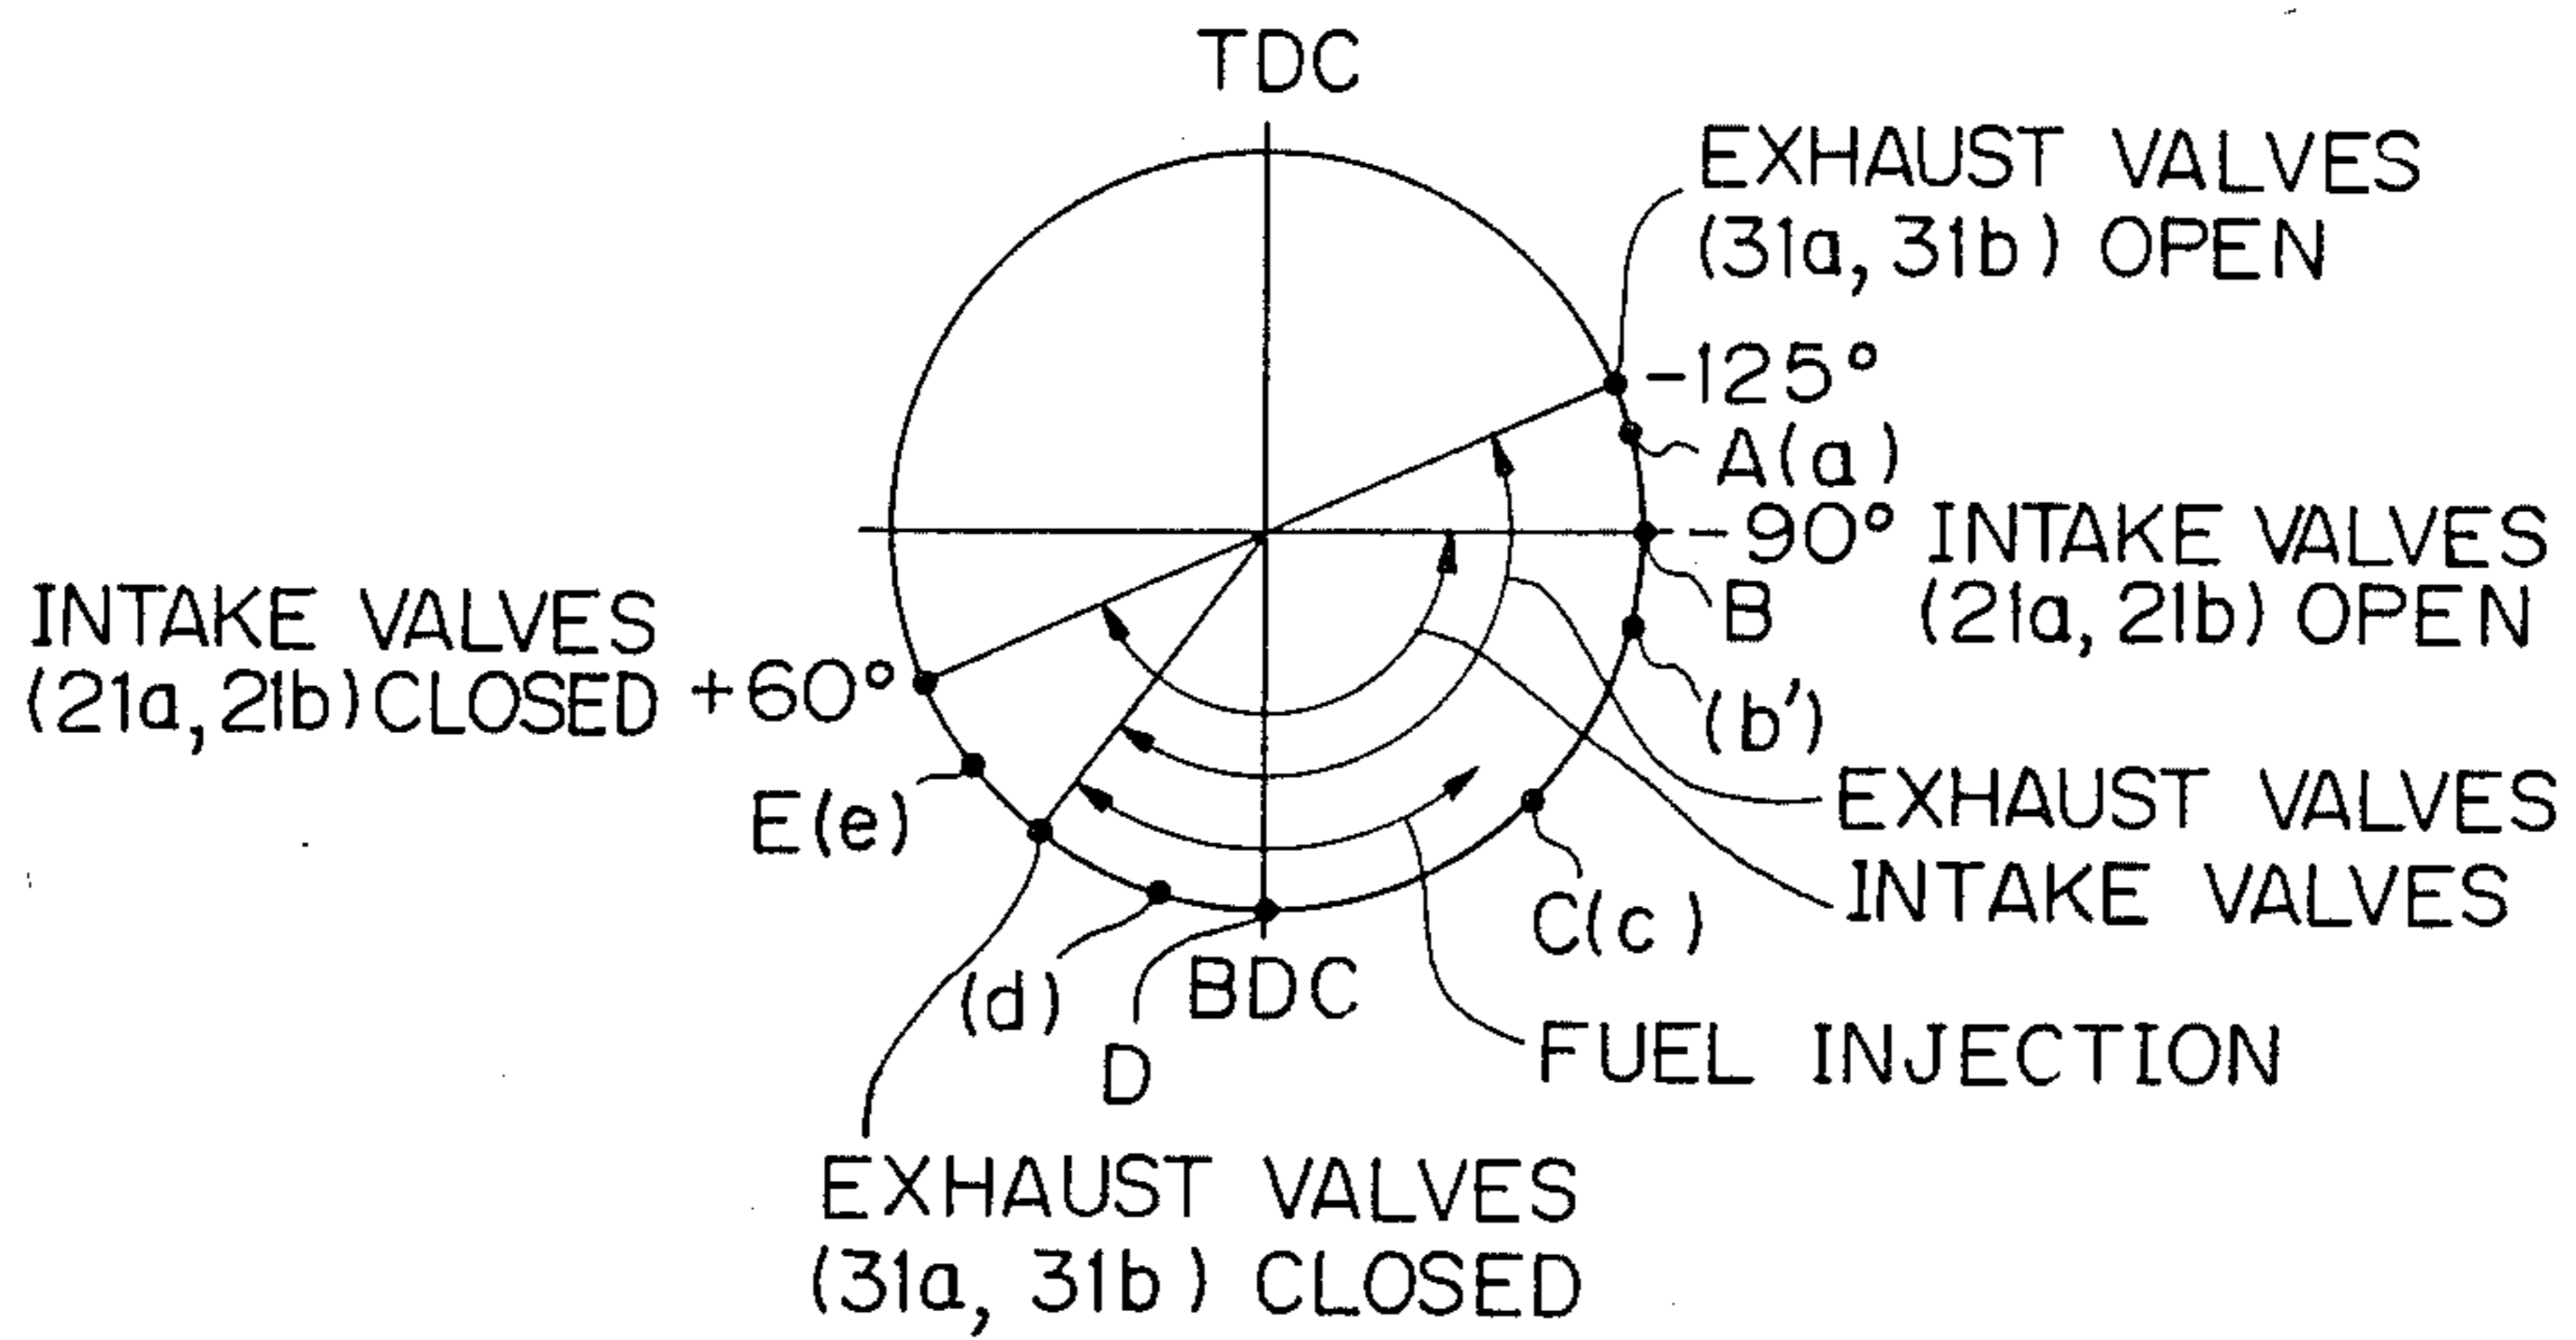 TDC
EXHAUST VALVES
(31a, 31b) OPEN
-125°
A(a)
-90° INTAKE VALVES
(21a, 21b) OPEN
B
(b')
INTAKE VALVES
(21a, 21b) CLOSED +60°
E(e)
EXHAUST VALVES
INTAKE VALVES
C(c)
(d)
BDC
D
FUEL INJECTION
EXHAUST VALVES
(31a, 31b) CLOSED